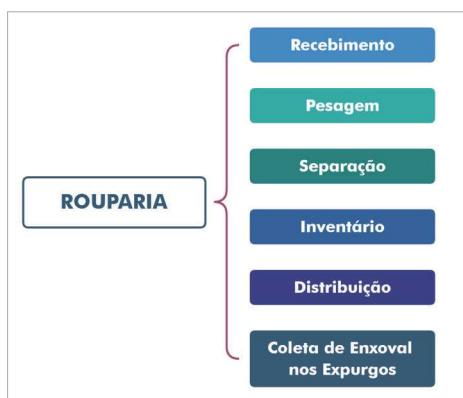 ROUPARIA
Recebimento
Pesagem
Separação
Inventário
Distribuição
Coleta de Enxoval
nos Expurgos